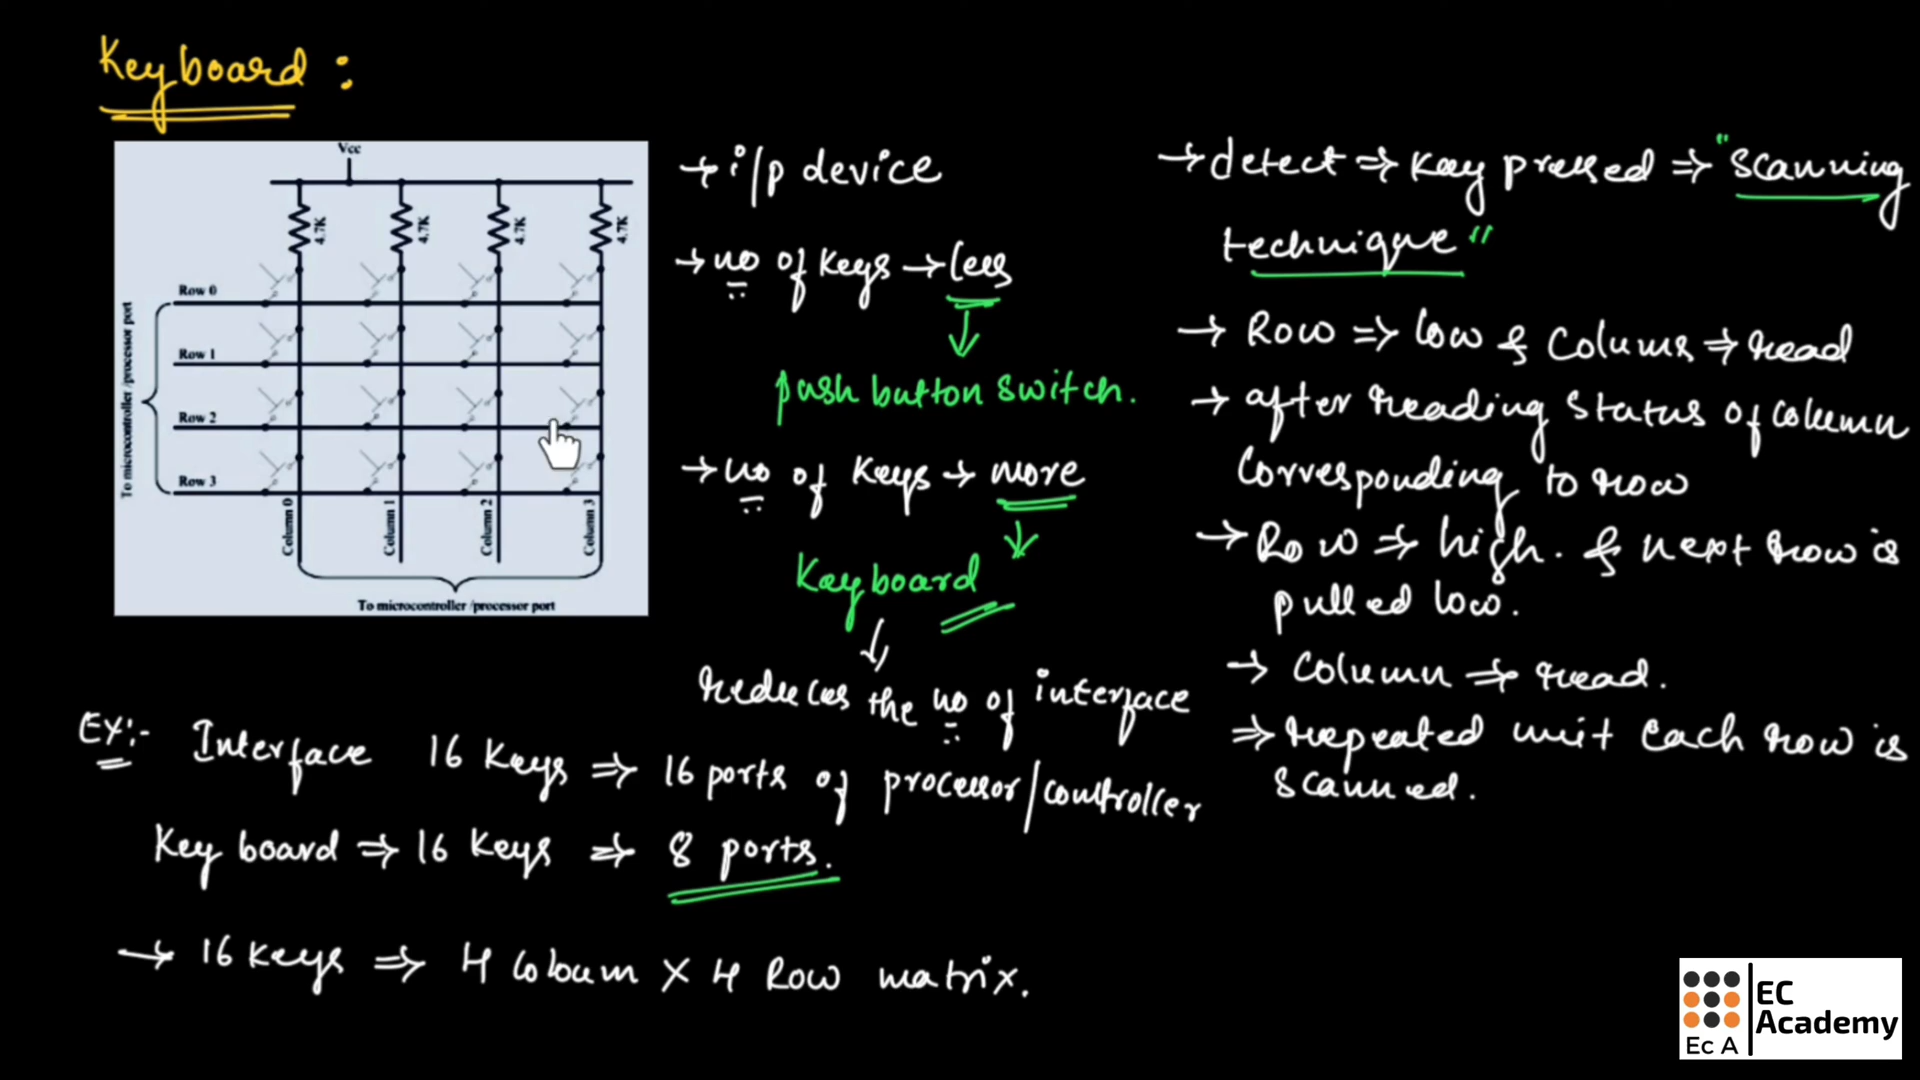 Keyboard :
Vcc
4.7K 4.7K 4.7K 4.7K
Row 0
Row 1
Row 2
Row 3
To microcontroller /processor port
Column 0 Column 1 Column 2 Column 3
To microcontroller /processor port
→ i/p device
→ no of keys → less
push button switch.
→ no of keys → more
Keyboard
reduces the no of interface
Ex:- Interface 16 keys ⇒ 16 ports of processor/controller
Key board ⇒ 16 keys ⇒ 8 ports.
→ 16 keys ⇒ 4 Coloum X 4 Row matrix.
→ detect ⇒ key pressed ⇒ "scanning
technique"
→ Row ⇒ low & Colums ⇒ read
→ after reading status of column
corresponding to row
→ Row ⇒ high. & next row is
pulled low.
→ Column ⇒ read.
⇒ repeated unit each row is
scanned.
EC
Academy
Ec A